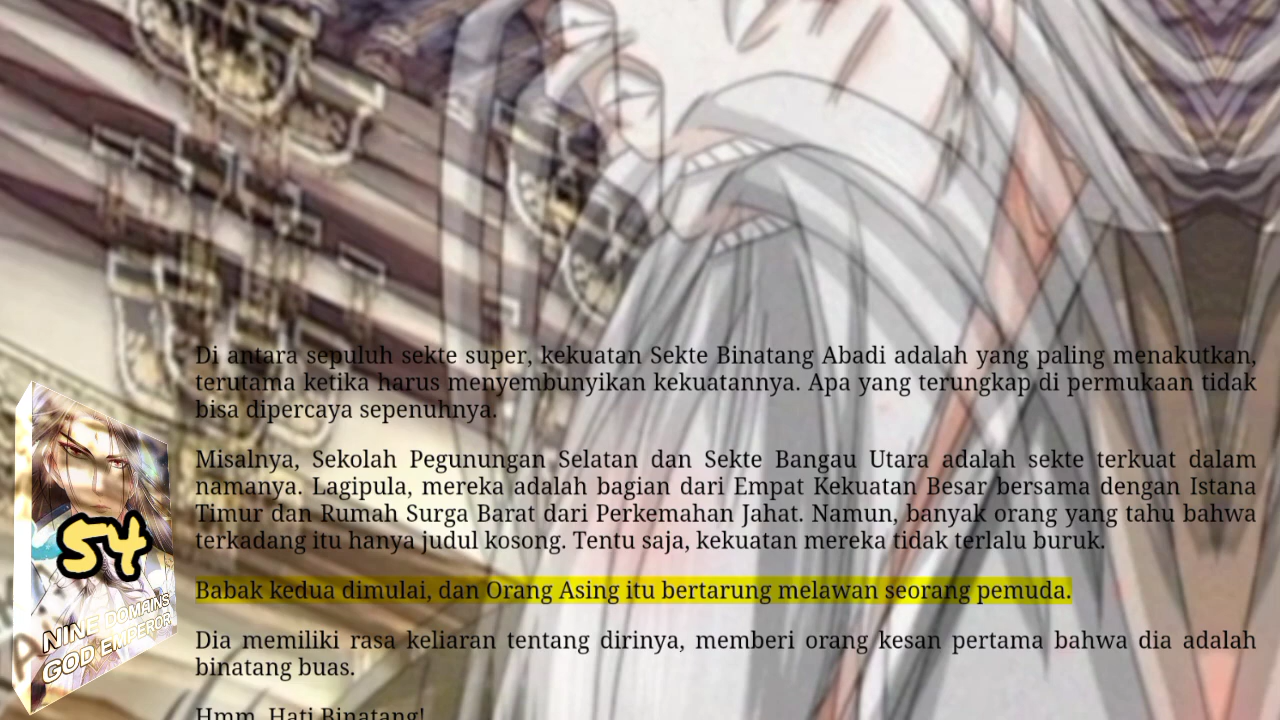 Di antara sepuluh sekte super, kekuatan Sekte Binatang Abadi adalah yang paling menakutkan,
terutama ketika harus menyembunyikan kekuatannya. Apa yang terungkap di permukaan tidak
bisa dipercaya sepenuhnya.
Misalnya, Sekolah Pegunungan Selatan dan Sekte Bangau Utara adalah sekte terkuat dalam
namanya. Lagipula, mereka adalah bagian dari Empat Kekuatan Besar bersama dengan Istana
Timur dan Rumah Surga Barat dari Perkemahan Jahat. Namun, banyak orang yang tahu bahwa
terkadang itu hanya judul kosong. Tentu saja, kekuatan mereka tidak terlalu buruk.
Babak kedua dimulai, dan Orang Asing itu bertarung melawan seorang pemuda.
Dia memiliki rasa keliaran tentang dirinya, memberi orang kesan pertama bahwa dia adalah
binatang buas.
Hmm, Hati Binatang!
54
NINE DOMAINS
GOD EMPEROR